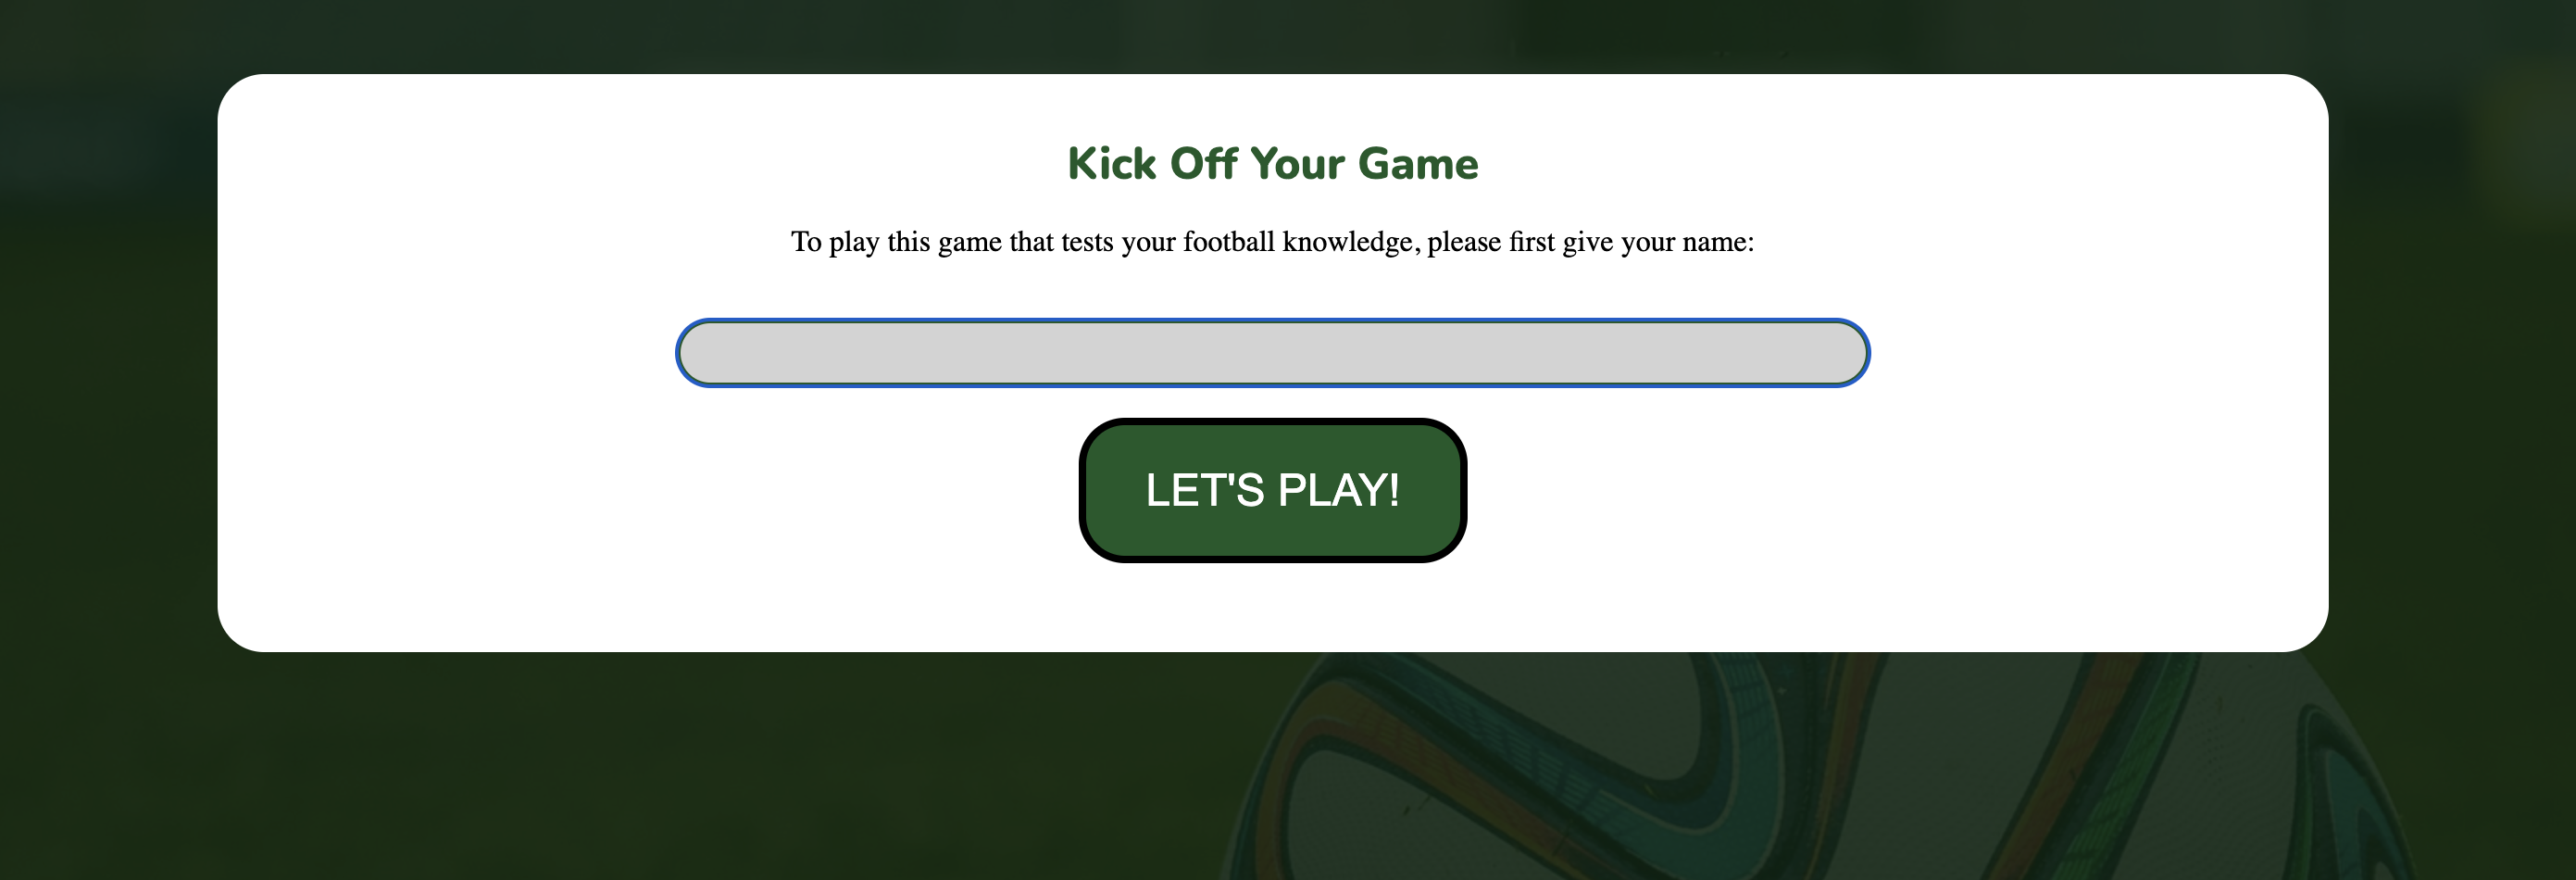 Kick Off Your Game
To play this game that tests your football knowledge, please first give your name:
LET'S PLAY!